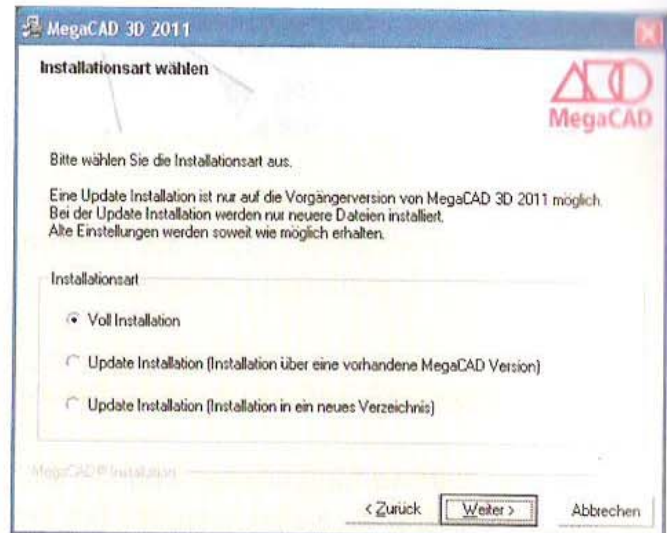 MegaCAD 3D 2011
Installationsart wählen
MegaCAD
Bitte wählen Sie die Installationsart aus.
Eine Update Installation ist nur auf die Vorgängerversion von MegaCAD 3D 2011 möglich.
Bei der Update Installation werden nur neuere Dateien installiert.
Alte Einstellungen werden soweit wie möglich erhalten.
Installationsart
Voll Installation
Update Installation (Installation über eine vorhandene MegaCAD Version)
Update Installation (Installation in ein neues Verzeichnis)
MegaCAD® Installation
< Zurück
Weiter >
Abbrechen